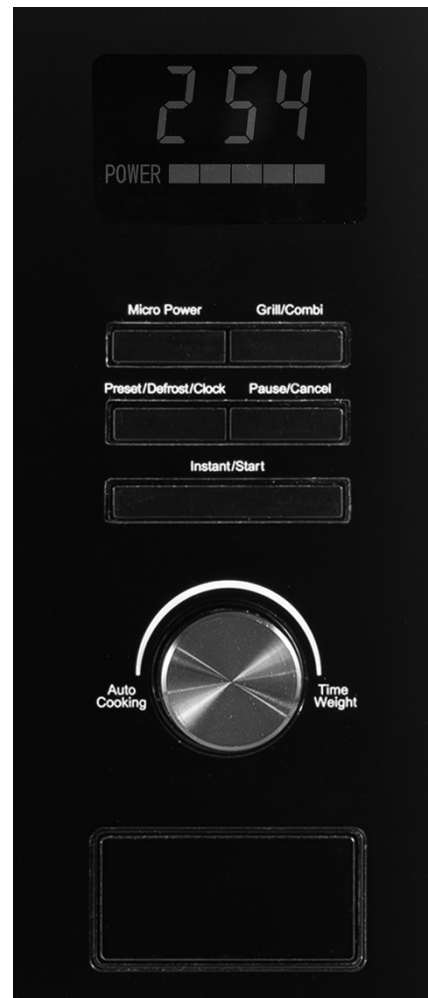 254
POWER
Micro Power Grill/Combi
Preset/Defrost/Clock Pause/Cancel
Instant/Start
Auto
Cooking
Time
Weight